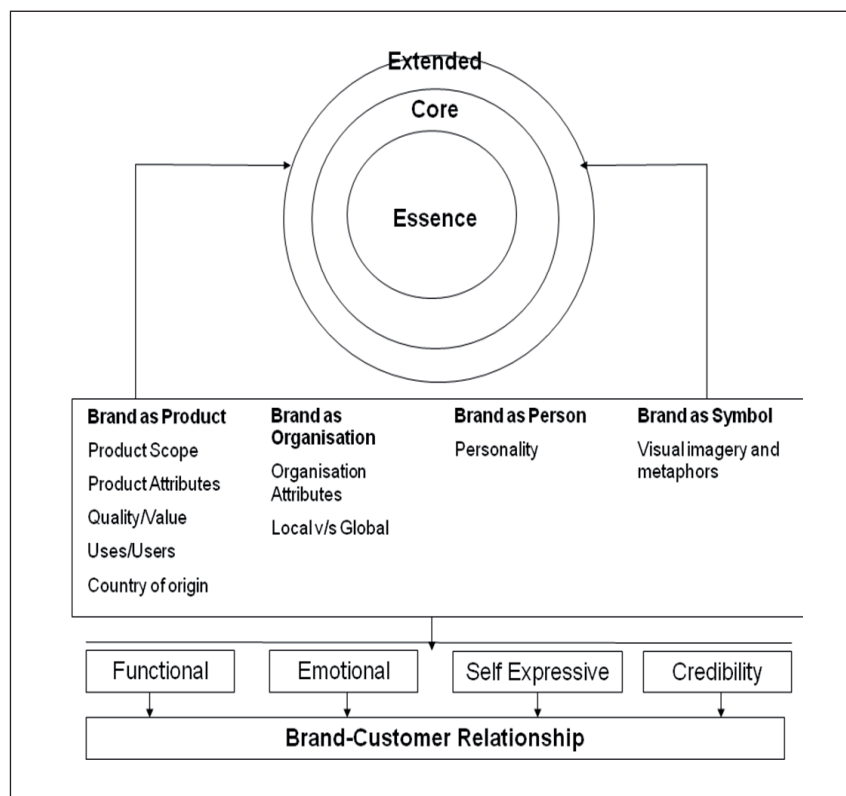 Extended
Core
Essence
Brand as Product
Product Scope
Product Attributes
Quality/Value
Uses/Users
Country of origin
Brand as
Organisation
Organisation
Attributes
Local v/s Global
Brand as Person
Personality
Brand as Symbol
Visual imagery and
metaphors
Functional
Emotional
Self Expressive
Credibility
Brand-Customer Relationship